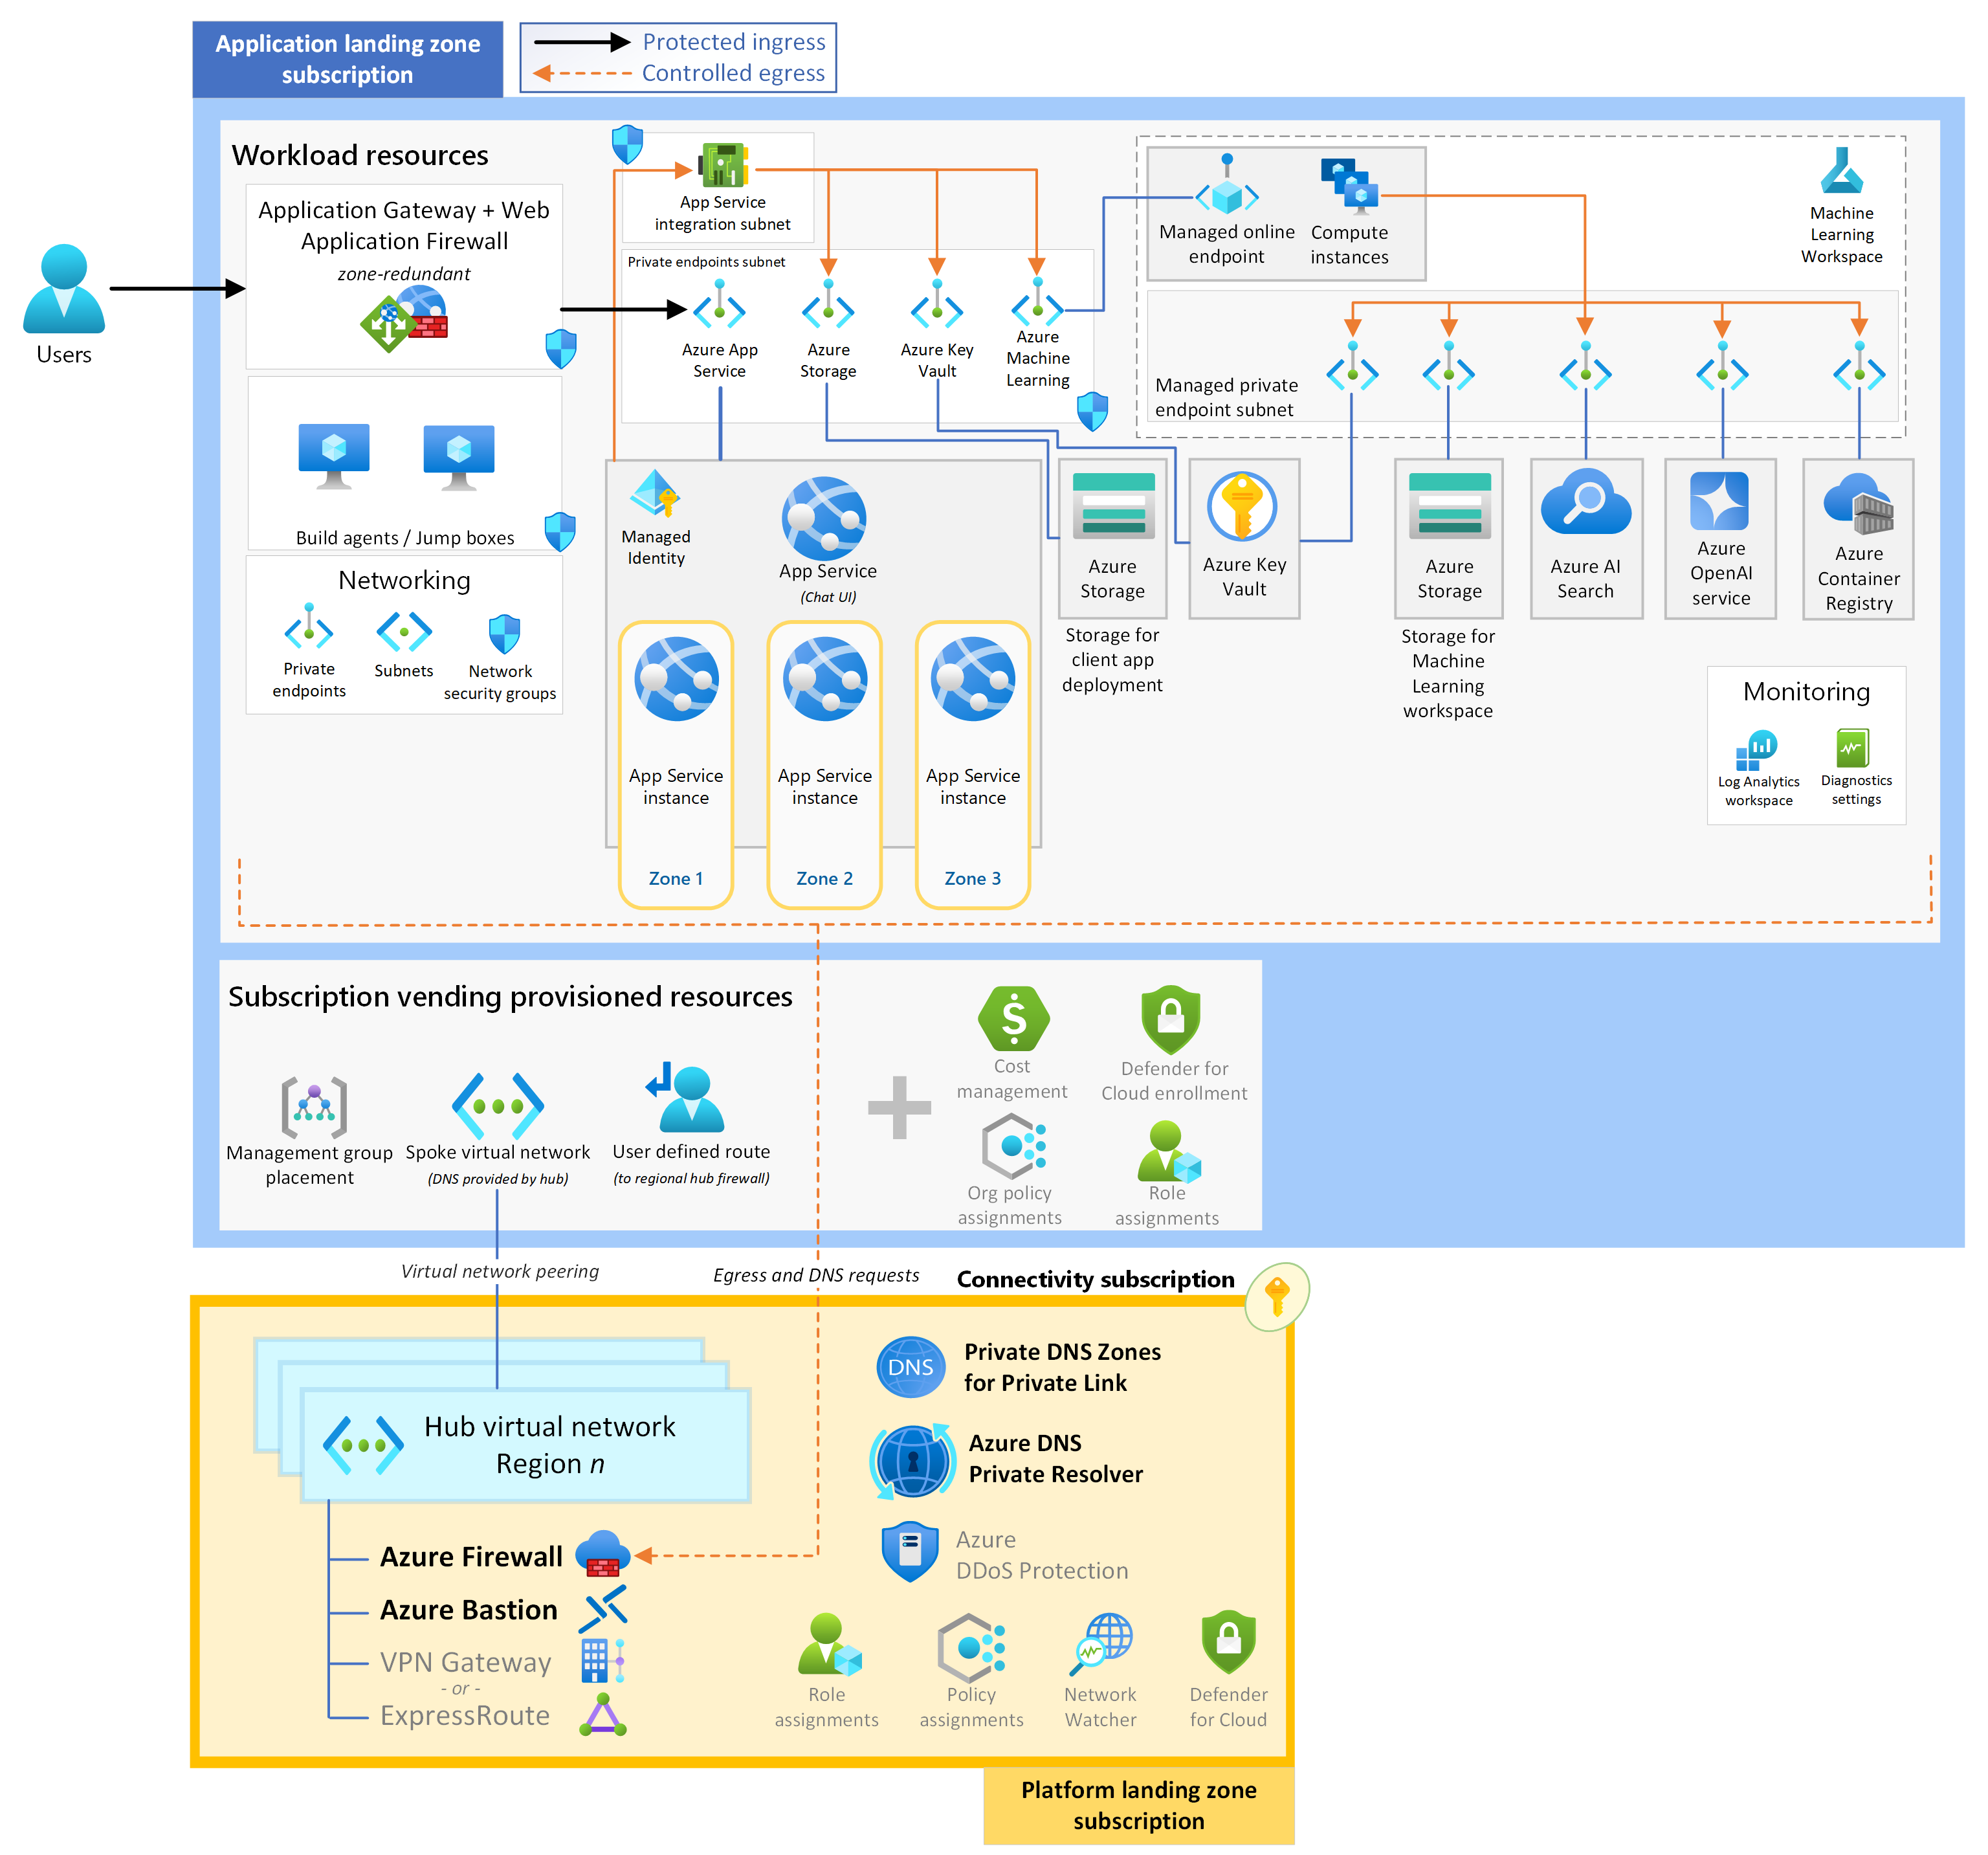 Application landing zone
subscription
Protected ingress
Controlled egress
Workload resources
Application Gateway + Web
Application Firewall
zone-redundant
Users
Build agents / Jump boxes
Networking
Private
endpoints
Subnets
Network
security groups
App Service
integration subnet
Private endpoints subnet
Azure App
Service
Azure
Storage
Azure Key
Vault
Azure
Machine
Learning
Managed online
endpoint
Compute
instances
Machine
Learning
Workspace
Managed private
endpoint subnet
Managed
Identity
App Service
(Chat UI)
App Service
instance
Zone 1
App Service
instance
Zone 2
App Service
instance
Zone 3
Azure
Storage
Storage for
client app
deployment
Azure Key
Vault
Azure
Storage
Storage for
Machine
Learning
workspace
Azure AI
Search
Azure
OpenAI
service
Azure
Container
Registry
Monitoring
Log Analytics
workspace
Diagnostics
settings
Subscription vending provisioned resources
Management group
placement
Spoke virtual network
(DNS provided by hub)
User defined route
(to regional hub firewall)
Cost
management
Defender for
Cloud enrollment
Org policy
assignments
Role
assignments
Virtual network peering
Egress and DNS requests
Connectivity subscription
Hub virtual network
Region n
Azure Firewall
Azure Bastion
VPN Gateway
- or -
ExpressRoute
DNS
Private DNS Zones
for Private Link
Azure DNS
Private Resolver
Azure
DDoS Protection
Role
assignments
Policy
assignments
Network
Watcher
Defender
for Cloud
Platform landing zone
subscription